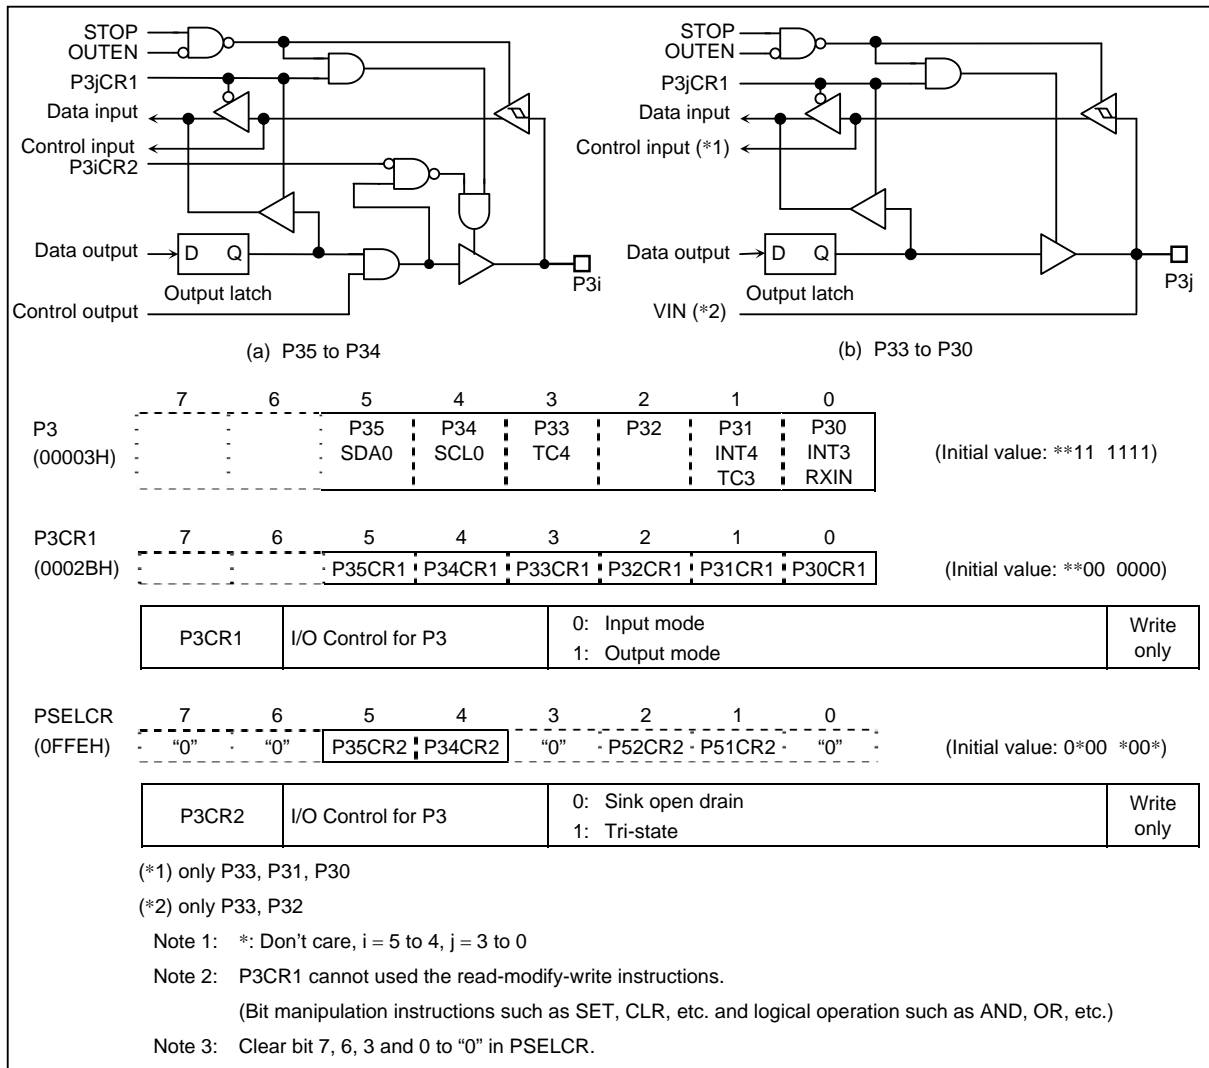 STOP
OUTEN
P3jCR1
Data input
Control input
P3iCR2
Data output
D Q
Output latch
Control output
P3i
(a) P35 to P34
STOP
OUTEN
P3jCR1
Data input
Control input (*1)
Data output
D Q
Output latch
VIN (*2)
P3j
(b) P33 to P30
7 6 5 4 3 2 1 0
P3
(00003H)
P35 P34 P33 P32 P31 P30
SDA0 SCL0 TC4 INT4 INT3
TC3 RXIN
(Initial value: **11 1111)
P3CR1 7 6 5 4 3 2 1 0
(0002BH) P35CR1 P34CR1 P33CR1 P32CR1 P31CR1 P30CR1 (Initial value: **00 0000)
P3CR1 I/O Control for P3
0: Input mode
1: Output mode
Write
only
PSELCR 7 6 5 4 3 2 1 0
(0FFEH) “0” “0” P35CR2 P34CR2 “0” P52CR2 P51CR2 “0” (Initial value: 0*00 *00*)
P3CR2 I/O Control for P3
0: Sink open drain
1: Tri-state
Write
only
(*1) only P33, P31, P30
(*2) only P33, P32
Note 1: *: Don’t care, i = 5 to 4, j = 3 to 0
Note 2: P3CR1 cannot used the read-modify-write instructions.
(Bit manipulation instructions such as SET, CLR, etc. and logical operation such as AND, OR, etc.)
Note 3: Clear bit 7, 6, 3 and 0 to “0” in PSELCR.